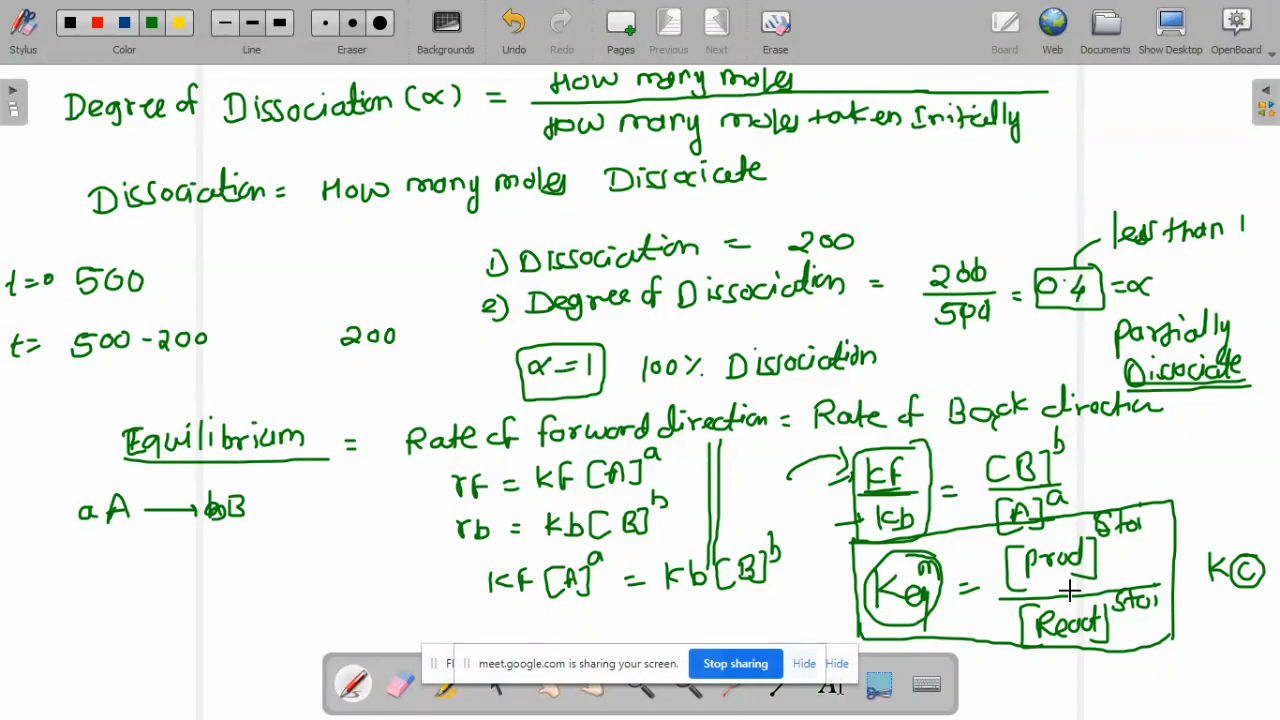 Stylus Color Line Eraser Backgrounds Undo Redo Pages Previous Next Erase Board Web Documents Show Desktop OpenBoard
How many moles
Degree of Dissociation (α) =
How many moles taken Initially
Dissociation = How many moles Dissociate
less than 1
1) Dissociation = 200
t=0 500
2) Degree of Dissociation = 200/500 = 0.4 = α
t= 500-200 200
Partially
Dissociate
α=1 100% Dissociation
Equilibrium = Rate of forward direction = Rate of Back direction
rF = kF [A]^a
kF/kb = [B]^b/[A]^a
aA → bB
rb = kb [B]^b
kF [A]^a = kb [B]^b
Keq^n = [Prod]^Stoi/[React]^Stoi
K©
meet.google.com is sharing your screen. Stop sharing Hide Hide